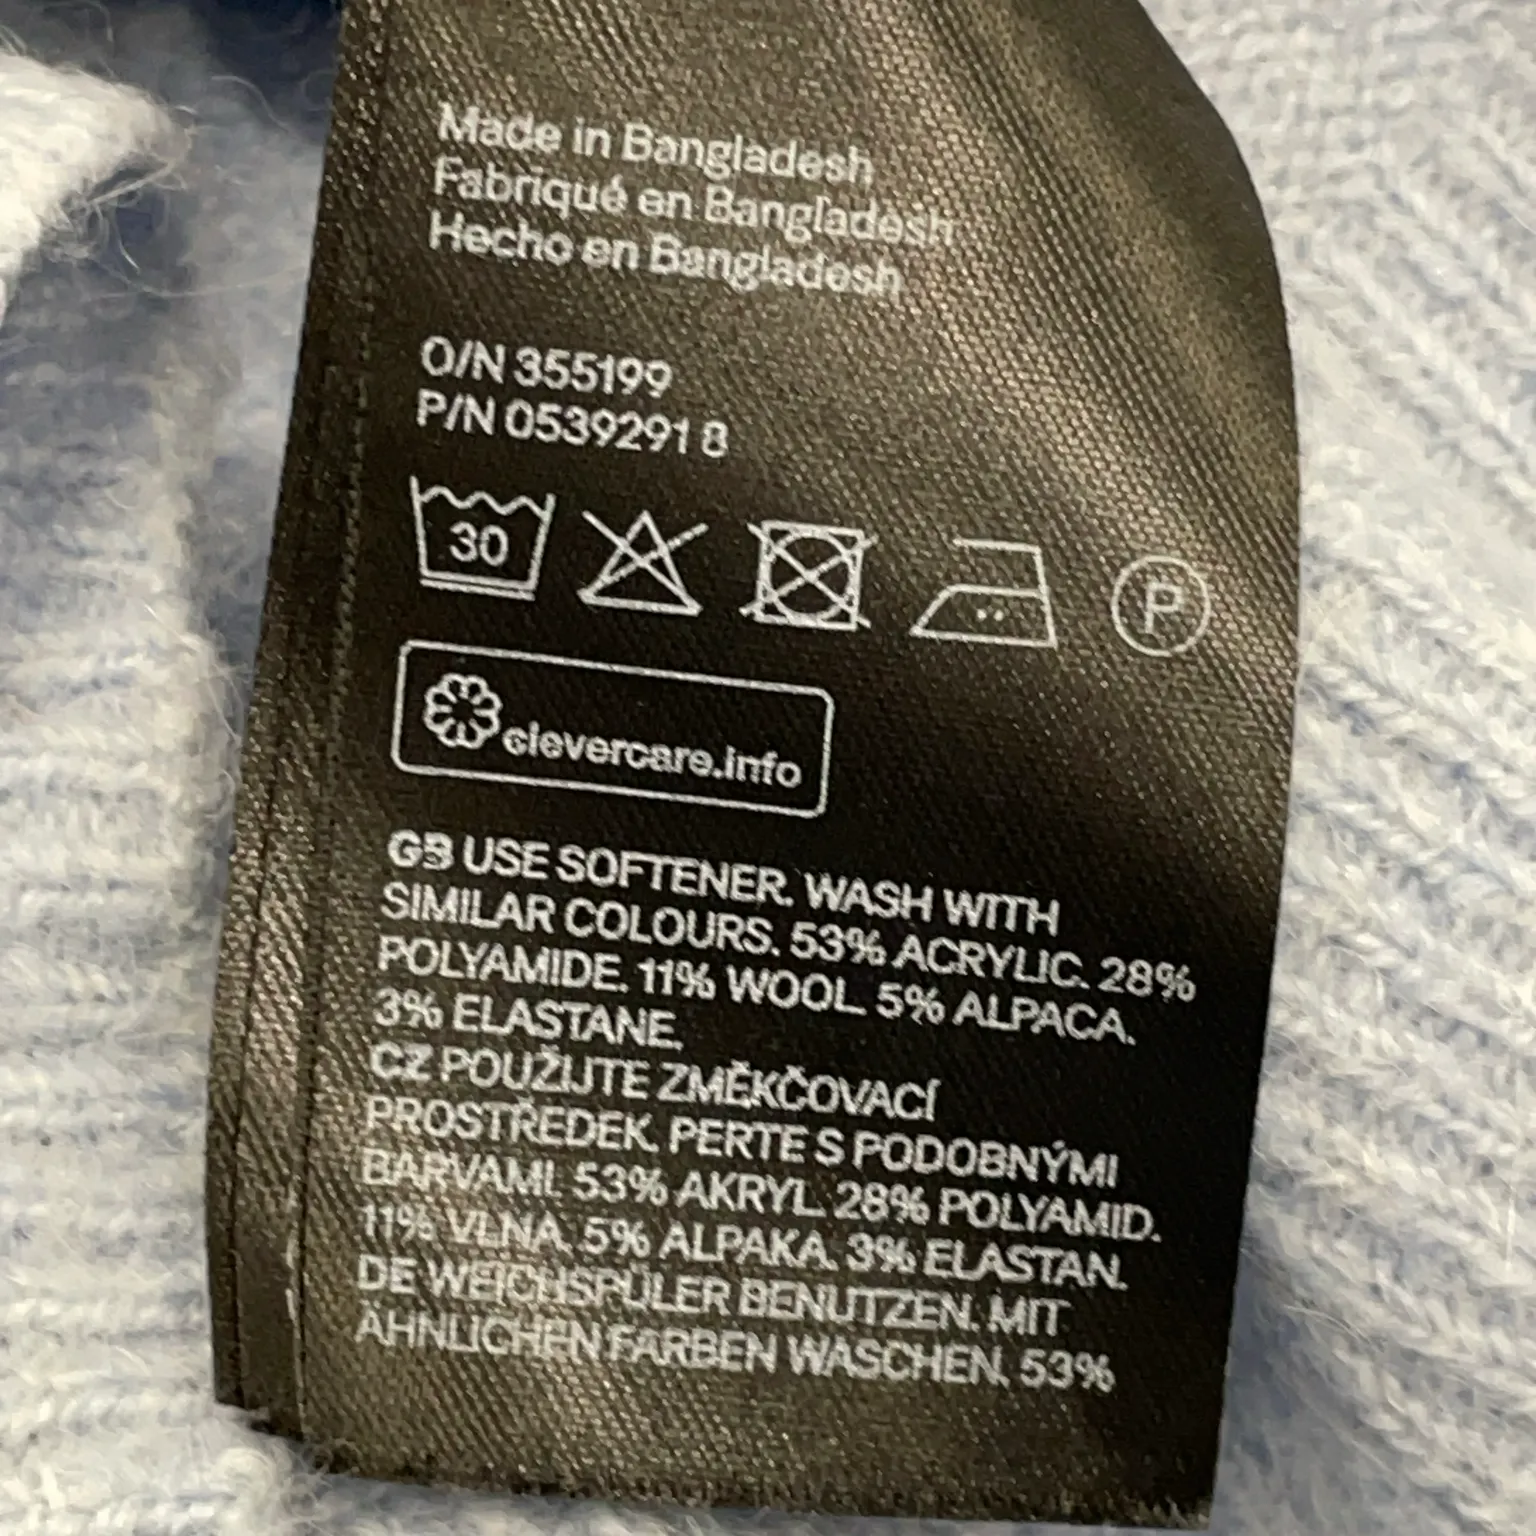 Made in Bangladesh
Fabriqué en Bangladesh
Hecho en Bangladesh
O/N 355199
P/N 0539291 8
30
P
clevercare.info
GB USE SOFTENER. WASH WITH
SIMILAR COLOURS. 53% ACRYLIC. 28%
POLYAMIDE. 11% WOOL. 5% ALPACA.
3% ELASTANE.
CZ POUŽIJTE ZMĚKČOVACÍ
PROSTŘEDEK. PERTE S PODOBNÝMI
BARVAMI. 53% AKRYL. 28% POLYAMID.
11% VLNA. 5% ALPAKA. 3% ELASTAN.
DE WEICHSPÜLER BENUTZEN. MIT
ÄHNLICHEN FARBEN WASCHEN. 53%